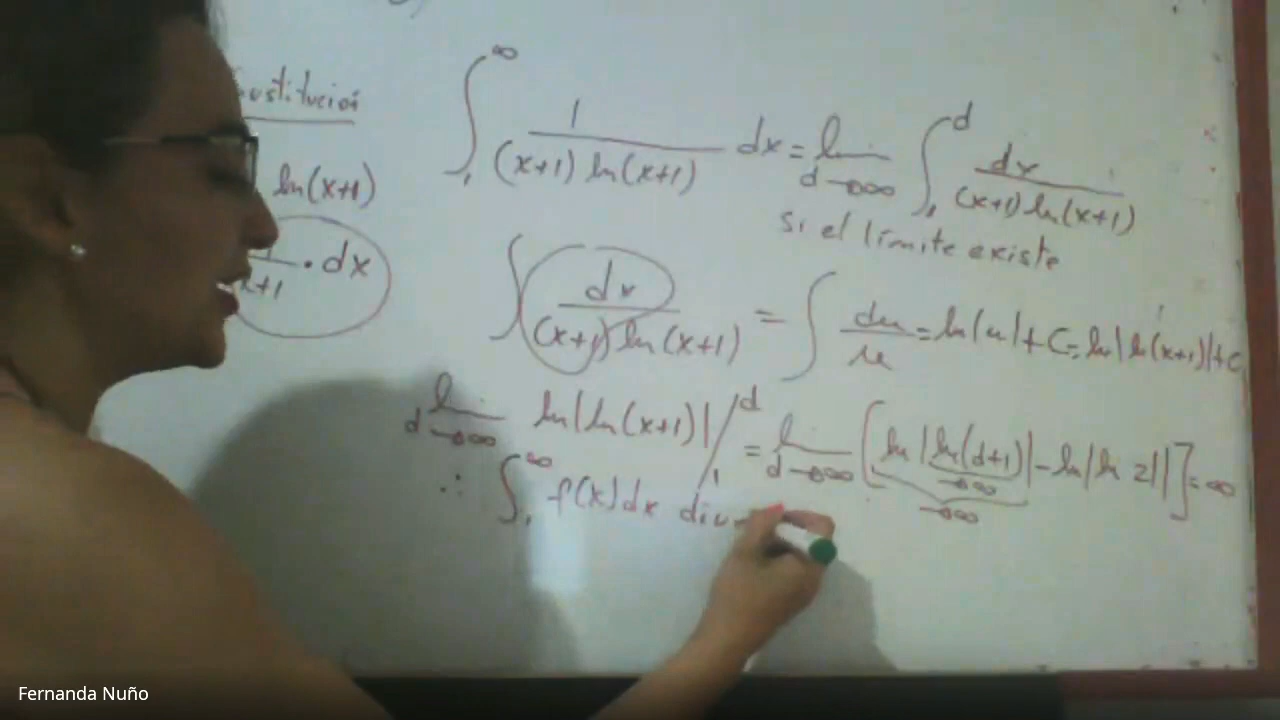 ustitución
ln(x+1)
1/x+1 · dx
∫₁^∞ 1/((x+1) ln(x+1)) dx = lim d→∞ ∫₁^d dx/((x+1) ln(x+1))
si el límite existe
∫ dx/((x+1) ln(x+1)) = ∫ du/u = ln|u| + C = ln|ln(x+1)| + C
lim d→∞ ln|ln(x+1)| /₁^d = lim d→∞ [ln|ln(d+1)| - ln|ln 2|] = ∞
→∞
→∞
∴ ∫₁^∞ f(x)dx div
Fernanda Nuño